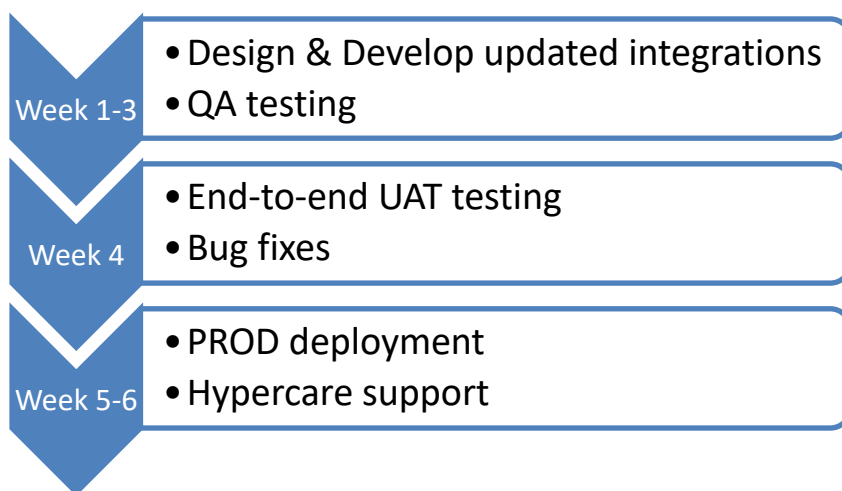 Week 1-3
• Design & Develop updated integrations
• QA testing
Week 4
• End-to-end UAT testing
• Bug fixes
Week 5-6
• PROD deployment
• Hypercare support